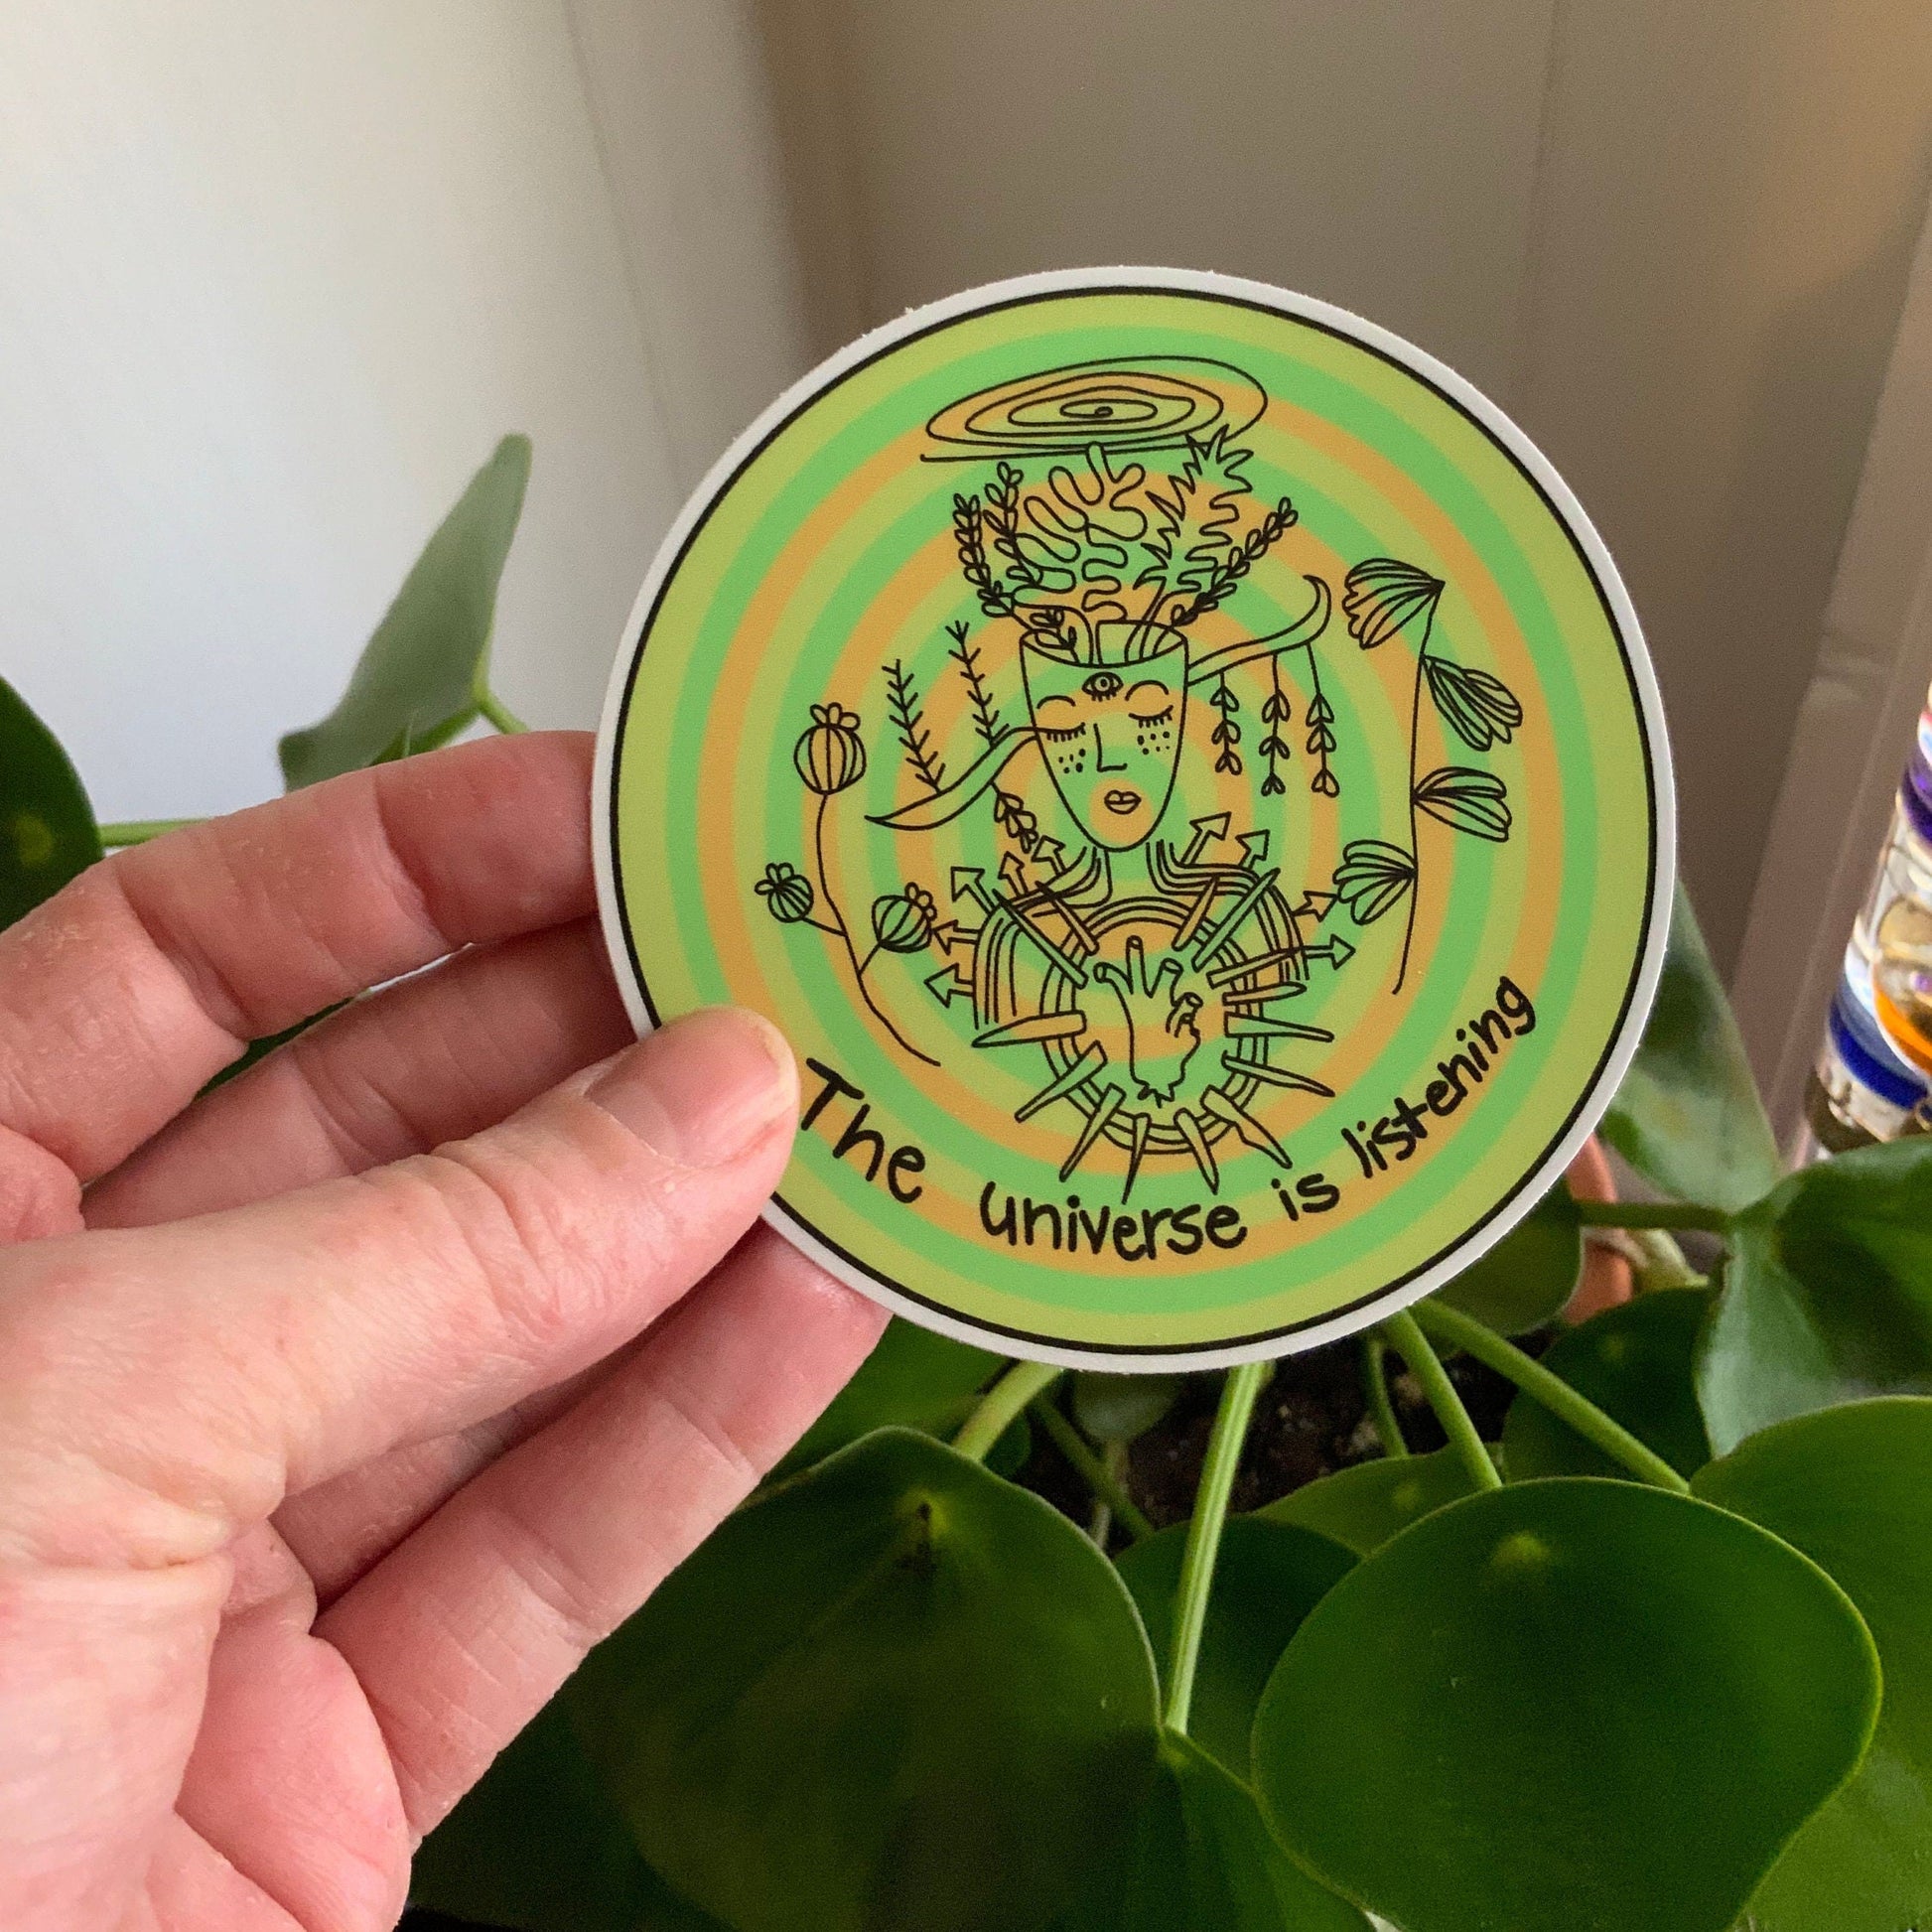 The universe is listening